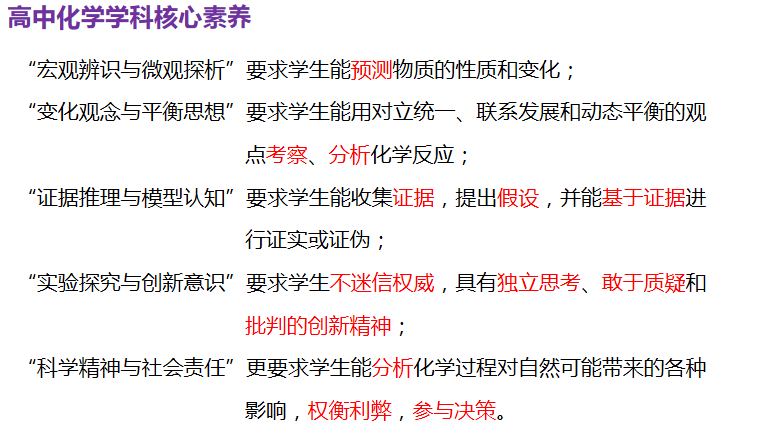 高中化学学科核心素养
“宏观辨识与微观探析”要求学生能预测物质的性质和变化；
“变化观念与平衡思想”要求学生能用对立统一、联系发展和动态平衡的观
点考察、分析化学反应；
“证据推理与模型认知”要求学生能收集证据，提出假设，并能基于证据进
行证实或证伪；
“实验探究与创新意识”要求学生不迷信权威，具有独立思考、敢于质疑和
批判的创新精神；
“科学精神与社会责任”更要求学生能分析化学过程对自然可能带来的各种
影响，权衡利弊，参与决策。